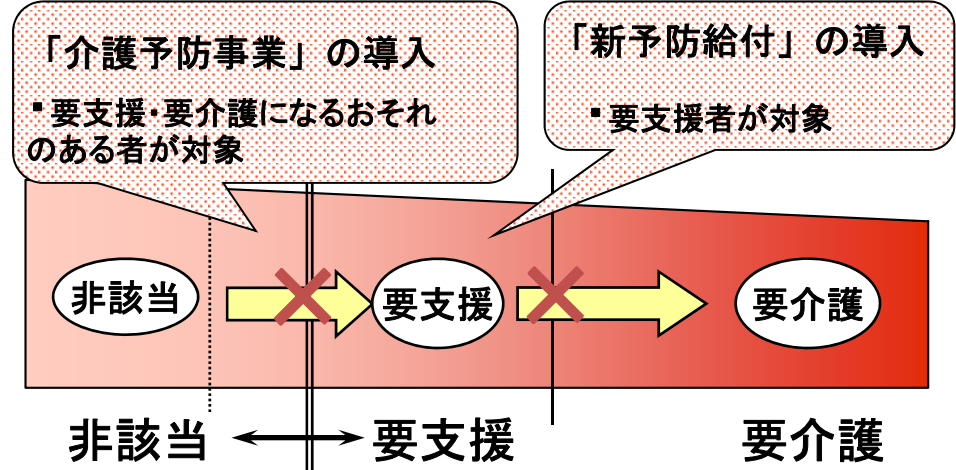 「介護予防事業」の導入
▪要支援・要介護になるおそれ
のある者が対象
「新予防給付」の導入
▪要支援者が対象
非該当
要支援
要介護
非該当
要支援
要介護